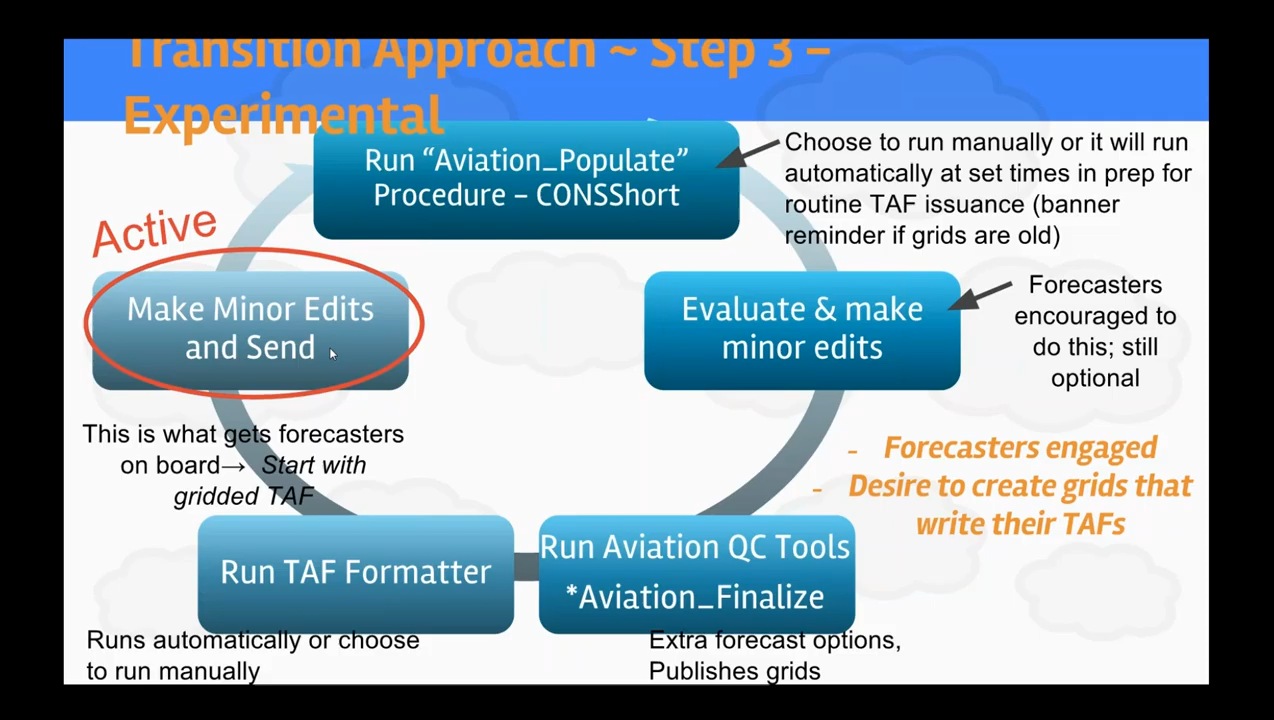 Transition Approach ~ Step 3 –
Experimental
Run “Aviation_Populate”
Procedure – CONSShort
Choose to run manually or it will run
automatically at set times in prep for
routine TAF issuance (banner
reminder if grids are old)
Active
Make Minor Edits
and Send
Evaluate & make
minor edits
Forecasters
encouraged to
do this; still
optional
This is what gets forecasters
on board→ Start with
gridded TAF
- Forecasters engaged
- Desire to create grids that
write their TAFs
Run TAF Formatter
Run Aviation QC Tools
*Aviation_Finalize
Runs automatically or choose
to run manually
Extra forecast options,
Publishes grids